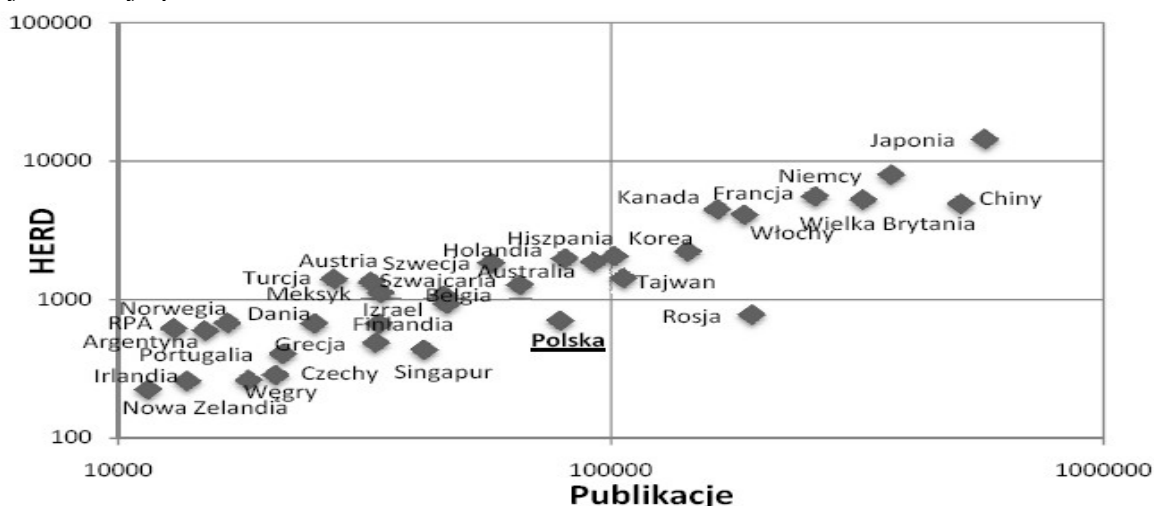 100000
Japonia
10000
Niemcy
Kanada Francja Chiny
Wielka Brytania
Włochy
Hiszpania Korea
Holandia
Austria Szwecja
Australia
Turcja Szwajcaria Tajwan
Meksyk Belgia
HERD
1000
Norwegia Dania Izrael
RPA Finlandia Rosja
Argentyna Polska
Portugalia Grecja
Irlandia Czechy Singapur
Węgry
Nowa Zelandia
100
10000 100000 1000000
Publikacje